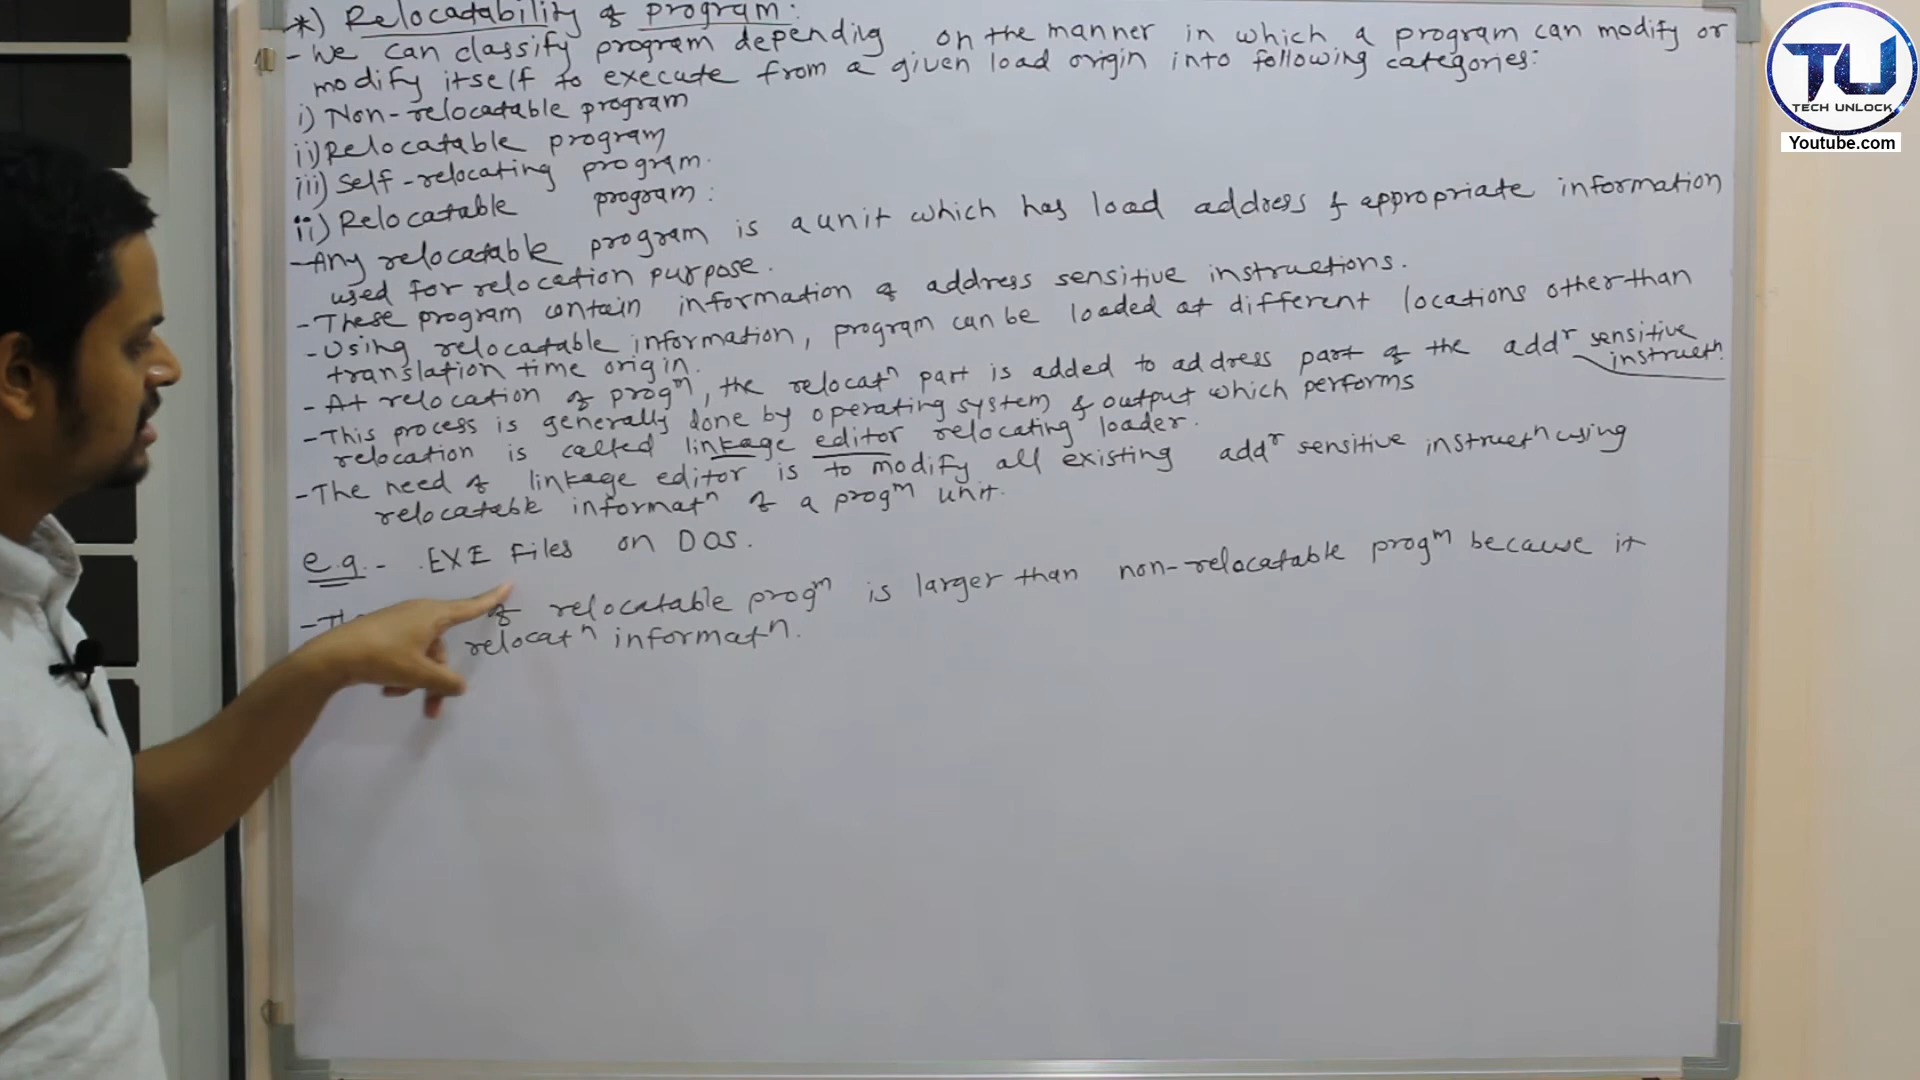 *) Relocatability of program:
- We can classify program depending on the manner in which a program can modify or
modify itself to execute from a given load origin into following categories:
i) Non-relocatable program
ii) Relocatable program
iii) Self-relocating program.
ii) Relocatable program:
- Any relocatable program is a unit which has load address & appropriate information
used for relocation purpose.
- These program contain information of address sensitive instructions.
- Using relocatable information, program can be loaded at different locations other than
translation time origin.
- At relocation of progᵐ, the relocatⁿ part is added to address part of the addʳ sensitive
instructⁿ.
- This process is generally done by operating system & output which performs
relocation is called linkage editor relocating loader.
- The need of linkage editor is to modify all existing addʳ sensitive instructⁿ using
relocatable informatⁿ of a progᵐ unit.
e.g.- .EXE Files on DOS.
- of relocatable progᵐ is larger than non-relocatable progᵐ because it
relocatⁿ informatⁿ.
TU
TECH UNLOCK
Youtube.com